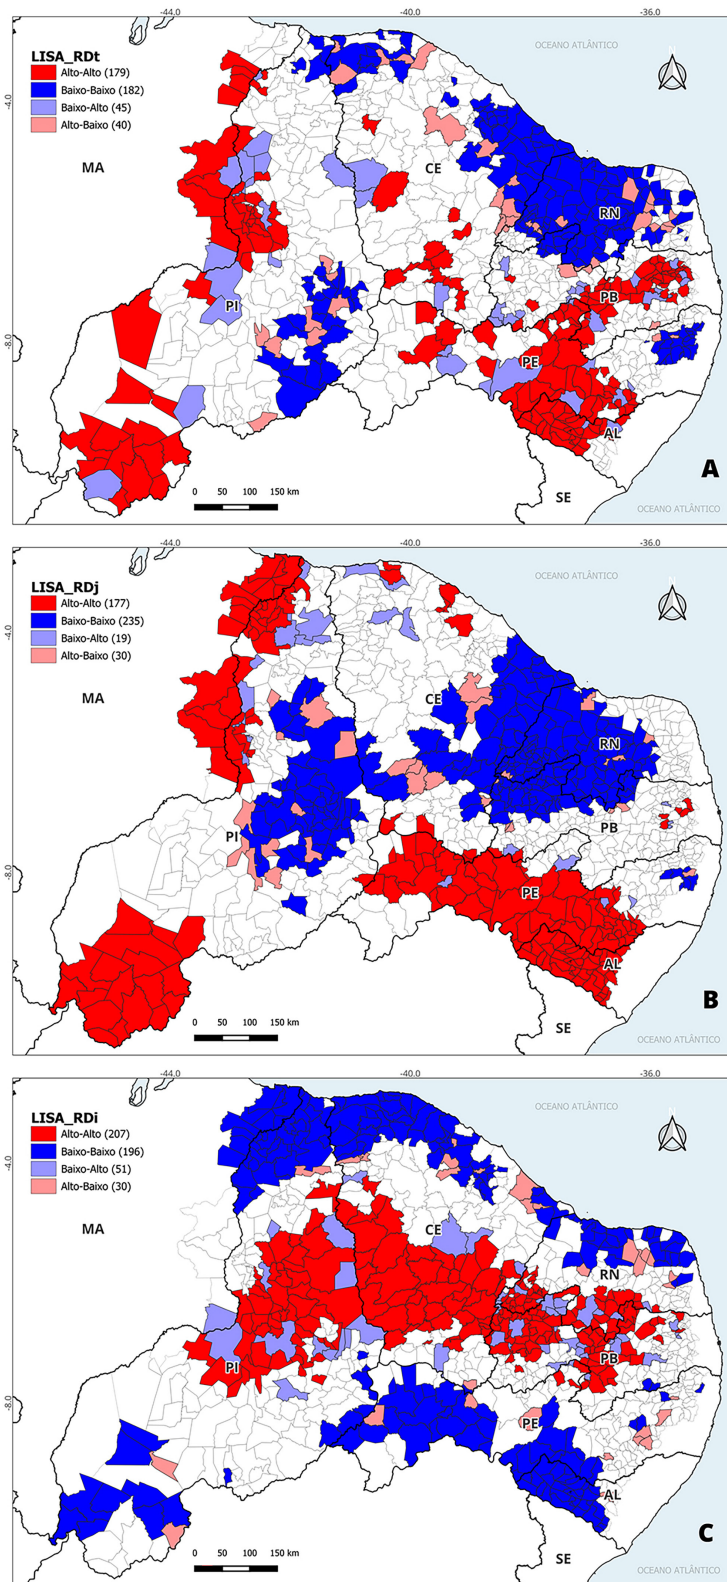 -44.0 -40.0 -36.0
OCEANO ATLÂNTICO
LISA_RDt
Alto-Alto (179)
Baixo-Baixo (182)
Baixo-Alto (45)
Alto-Baixo (40)
N
-4.0
MA
CE
RN
PI
PB
-8.0
PE
AL
A
0 50 100 150 km
SE
OCEANO ATLÂNTICO
-44.0 -40.0 -36.0
OCEANO ATLÂNTICO
LISA_RDj
Alto-Alto (177)
Baixo-Baixo (235)
Baixo-Alto (19)
Alto-Baixo (30)
N
-4.0
MA
CE
RN
PI
PB
-8.0
PE
AL
B
0 50 100 150 km
SE
OCEANO ATLÂNTICO
-44.0 -40.0 -36.0
OCEANO ATLÂNTICO
LISA_RDi
Alto-Alto (207)
Baixo-Baixo (196)
Baixo-Alto (51)
Alto-Baixo (30)
N
-4.0
MA
CE
RN
PI
PB
-8.0
PE
AL
C
0 50 100 150 km
SE
OCEANO ATLÂNTICO